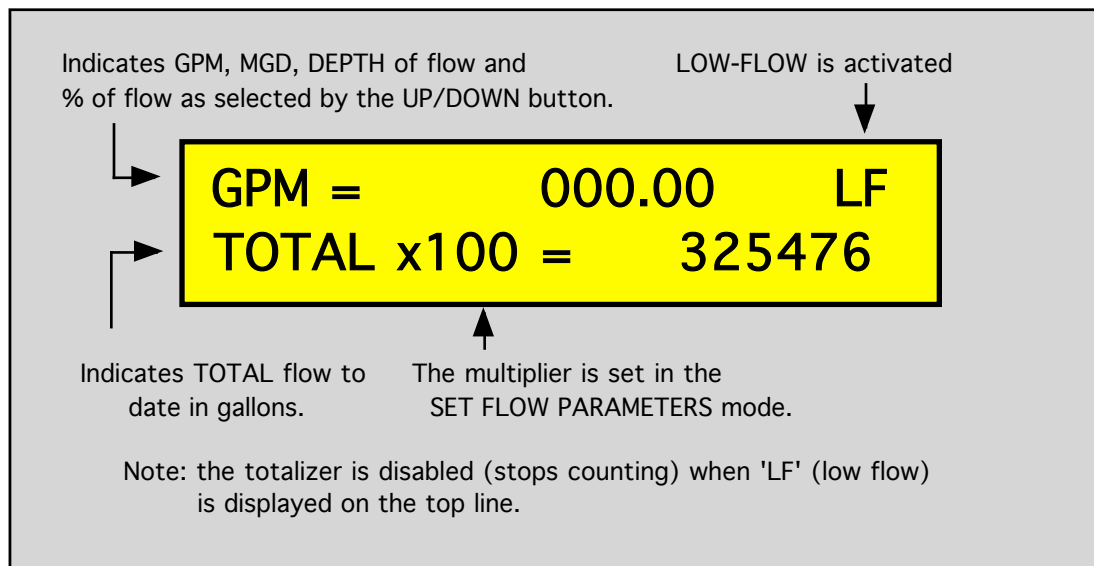 Indicates GPM, MGD, DEPTH of flow and
% of flow as selected by the UP/DOWN button.
LOW-FLOW is activated
GPM = 000.00 LF
TOTAL x100 = 325476
Indicates TOTAL flow to
date in gallons.
The multiplier is set in the
SET FLOW PARAMETERS mode.
Note: the totalizer is disabled (stops counting) when 'LF' (low flow)
is displayed on the top line.